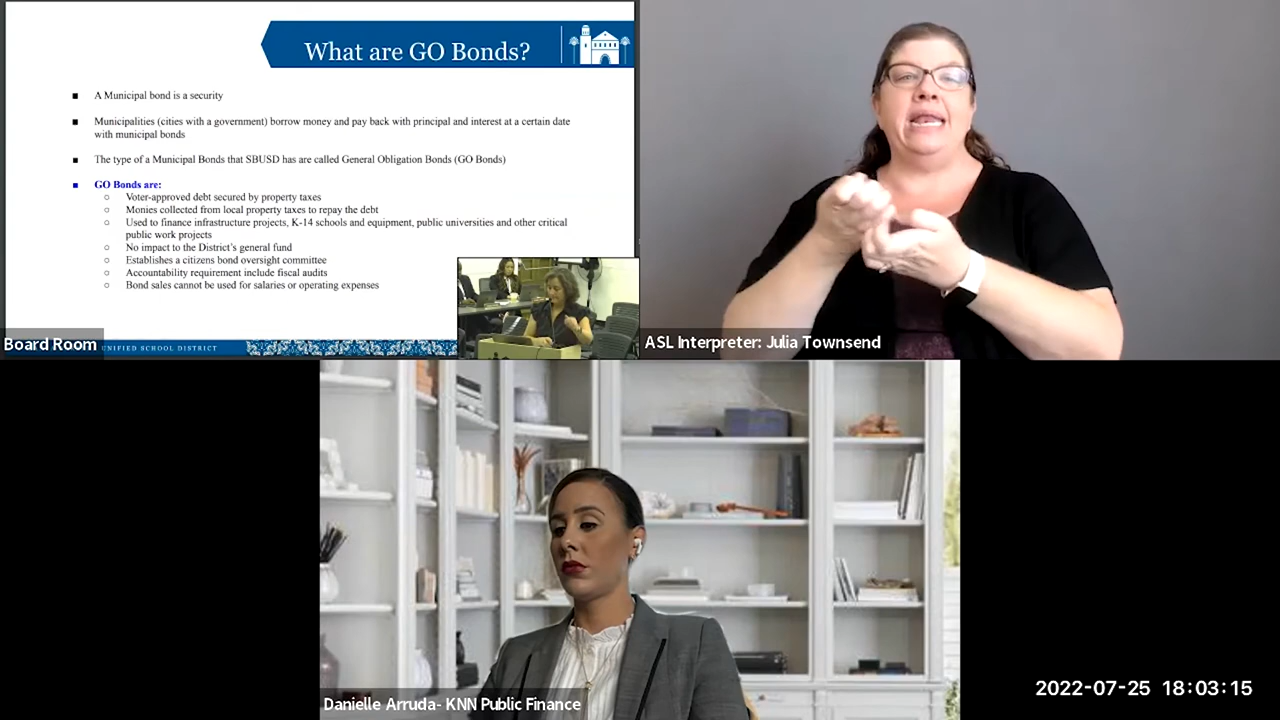 What are GO Bonds?
■ A Municipal bond is a security
■ Municipalities (cities with a government) borrow money and pay back with principal and interest at a certain date
with municipal bonds
■ The type of a Municipal Bonds that SBUSD has are called General Obligation Bonds (GO Bonds)
■ GO Bonds are:
○ Voter-approved debt secured by property taxes
○ Monies collected from local property taxes to repay the debt
○ Used to finance infrastructure projects, K-14 schools and equipment, public universities and other critical
public work projects
○ No impact to the District's general fund
○ Establishes a citizens bond oversight committee
○ Accountability requirement include fiscal audits
○ Bond sales cannot be used for salaries or operating expenses
Board Room
UNIFIED SCHOOL DISTRICT
ASL Interpreter: Julia Townsend
Danielle Arruda- KNN Public Finance
2022-07-25 18:03:15